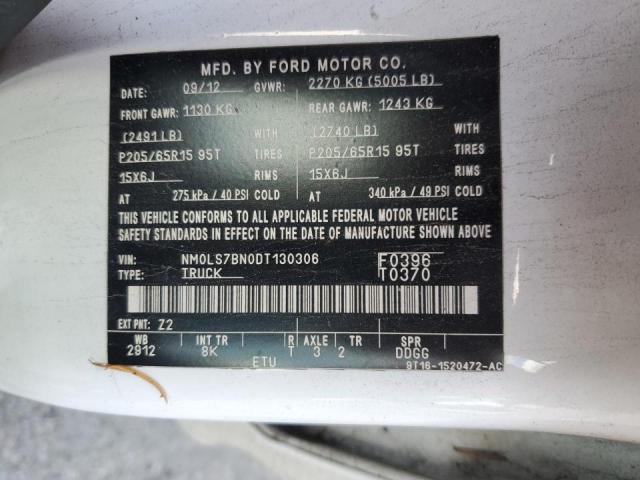 MFD. BY FORD MOTOR CO.
DATE: 09/12 GVWR: 2270 KG (5005 LB)
FRONT GAWR: 1130 KG REAR GAWR: 1243 KG
(2491 LB) WITH (2740 LB) WITH
P205/65R15 95T TIRES P205/65R15 95T TIRES
15X6J RIMS 15X6J RIMS
AT 275 kPa / 40 PSI COLD AT 340 kPa / 49 PSI COLD
THIS VEHICLE CONFORMS TO ALL APPLICABLE FEDERAL MOTOR VEHICLE
SAFETY STANDARDS IN EFFECT ON THE DATE OF MANUFACTURE SHOWN ABOVE
VIN: NM0LS7BN0DT130306 F0396
TYPE: TRUCK T0370
EXT PNT: Z2
WB INT TR R AXLE TR SPR
2912 8K T 3 2 DDGG
ETU 9T16-1520472-AC